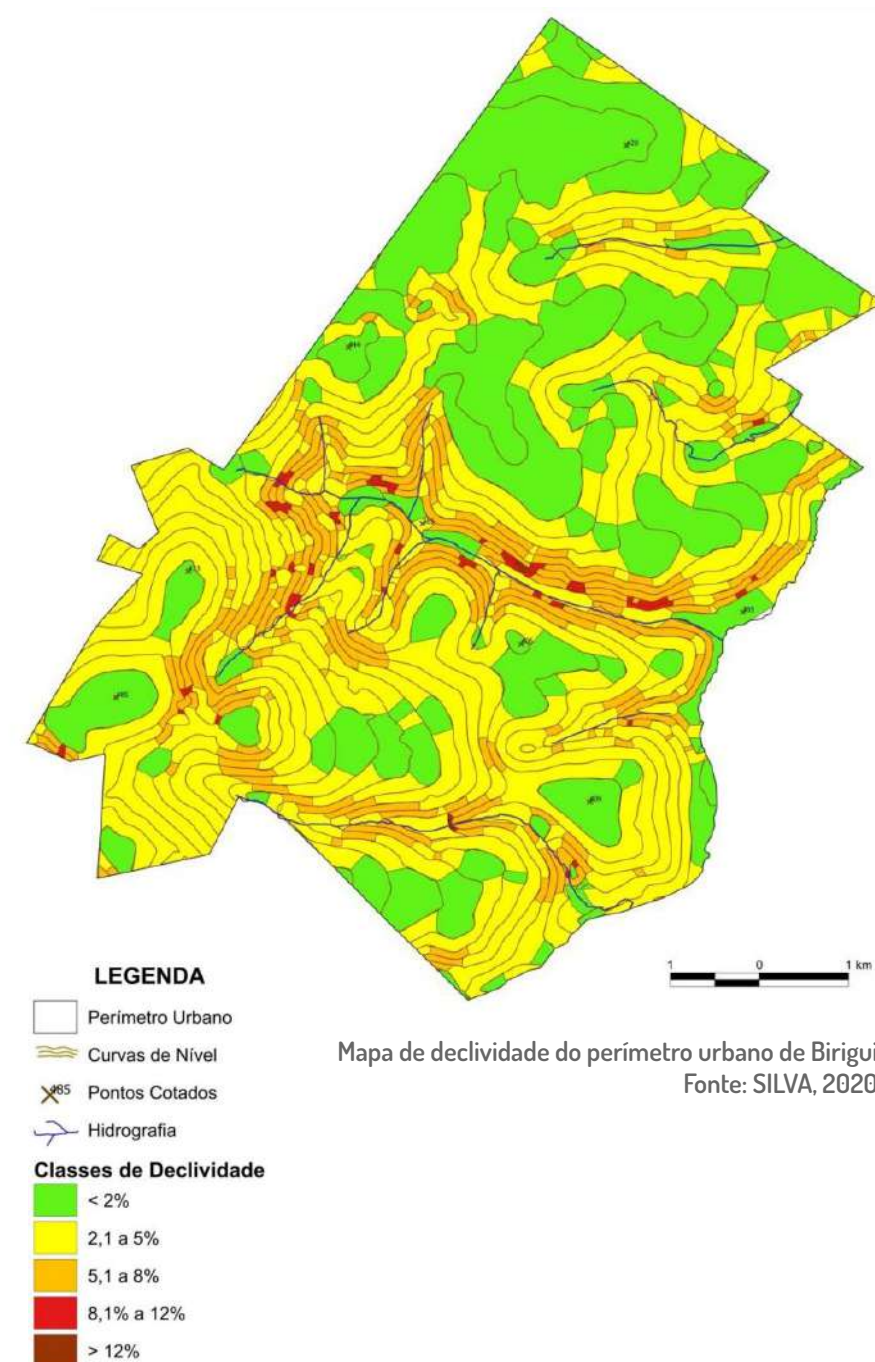 1 0 1 km
LEGENDA
Perímetro Urbano
Curvas de Nível
485 Pontos Cotados
Hidrografia
Classes de Declividade
< 2%
2,1 a 5%
5,1 a 8%
8,1% a 12%
> 12%
Mapa de declividade do perímetro urbano de Birigui
Fonte: SILVA, 2020